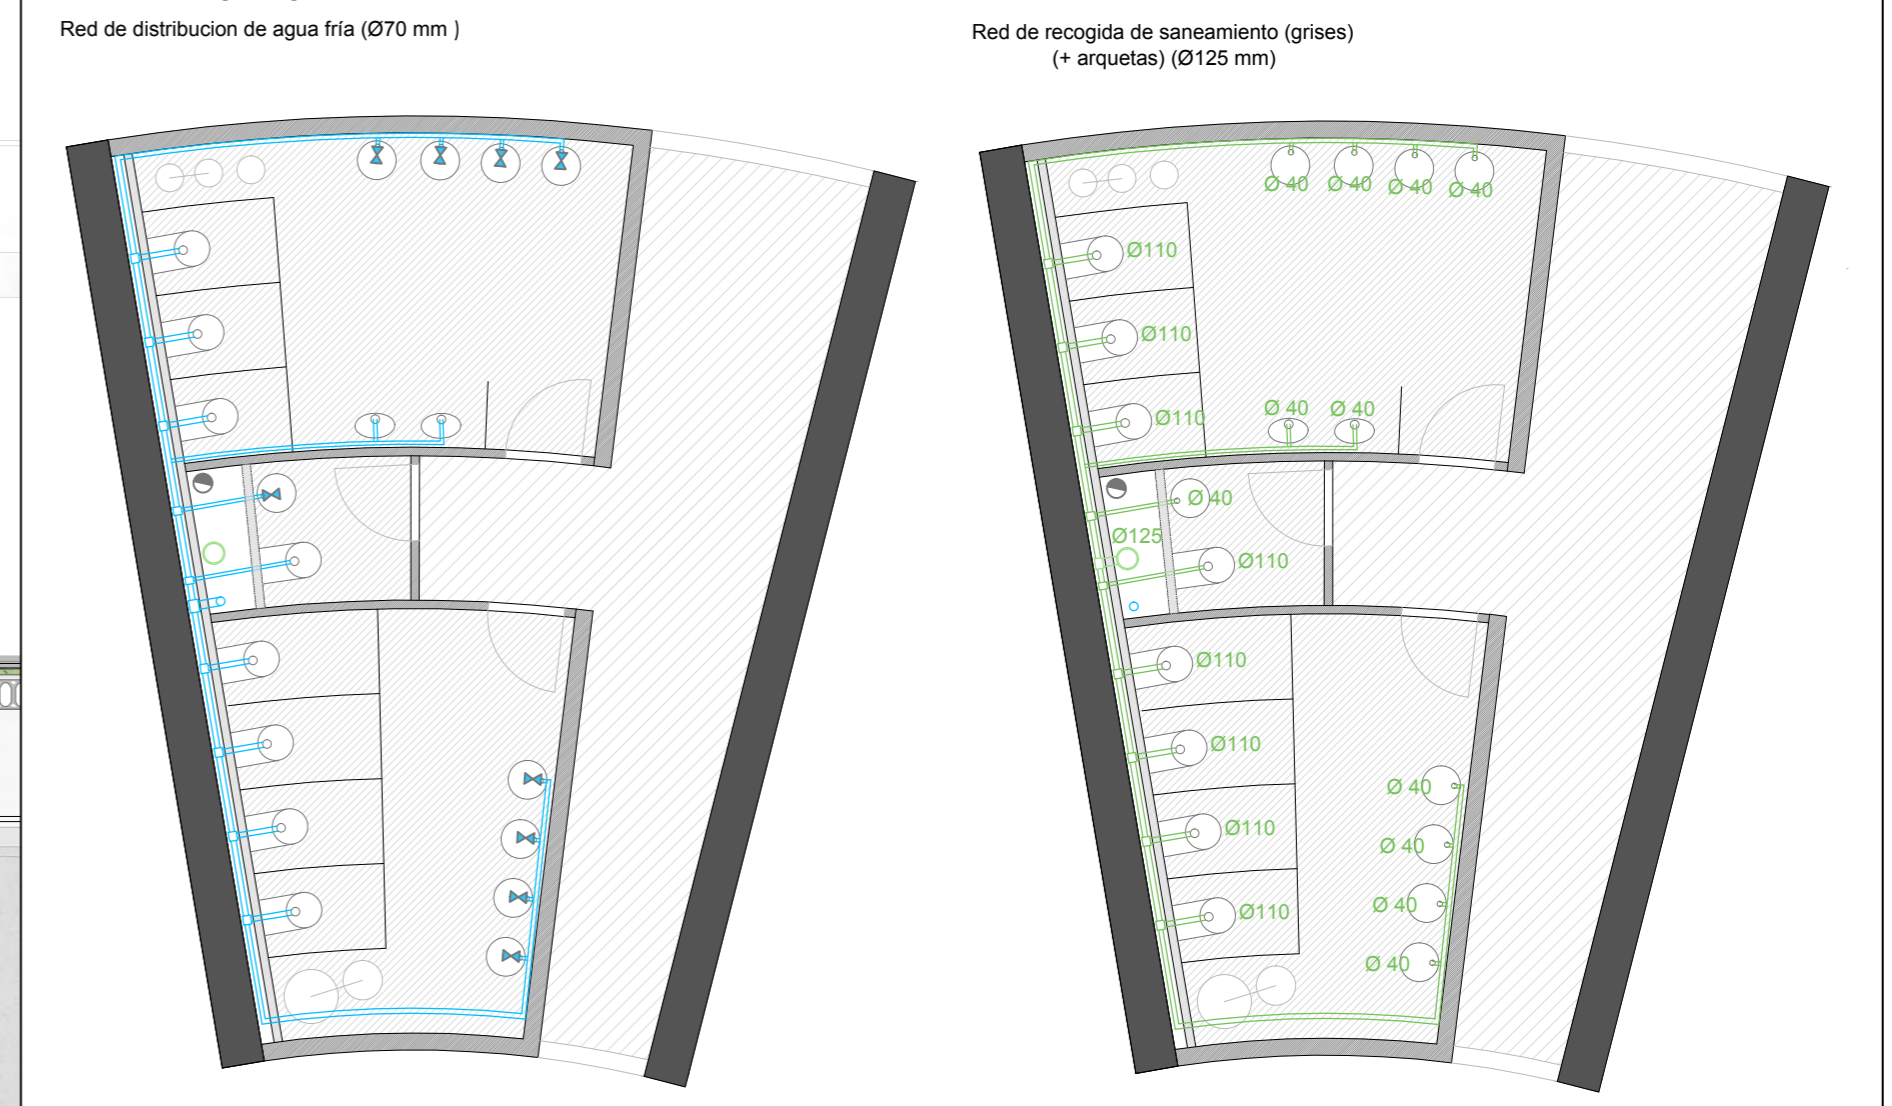 Red de distribucion de agua fría (Ø70 mm )
Red de recogida de saneamiento (grises)
(+ arquetas) (Ø125 mm)
Ø 40
Ø 40
Ø 40
Ø 40
Ø110
Ø110
Ø110
Ø 40
Ø 40
Ø 40
Ø125
Ø110
Ø110
Ø110
Ø 40
Ø110
Ø 40
Ø110
Ø 40
Ø 40